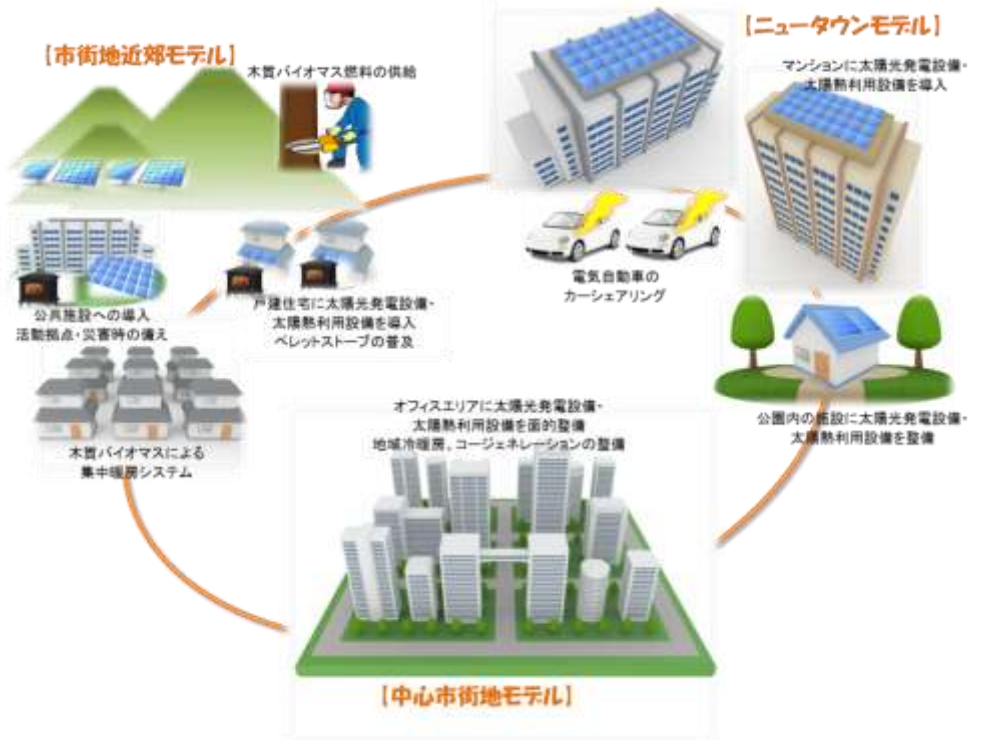 【市街地近郊モデル】
木質バイオマス燃料の供給
公共施設への導入
活動拠点・災害時の備え
戸建住宅に太陽光発電設備・
太陽熱利用設備を導入
ペレットストーブの普及
木質バイオマスによる
集中暖房システム
【ニュータウンモデル】
マンションに太陽光発電設備・
太陽熱利用設備を導入
電気自動車の
カーシェアリング
公園内の施設に太陽光発電設備・
太陽熱利用設備を整備
オフィスエリアに太陽光発電設備・
太陽熱利用設備を面的整備
地域冷暖房、コージェネレーションの整備
【中心市街地モデル】